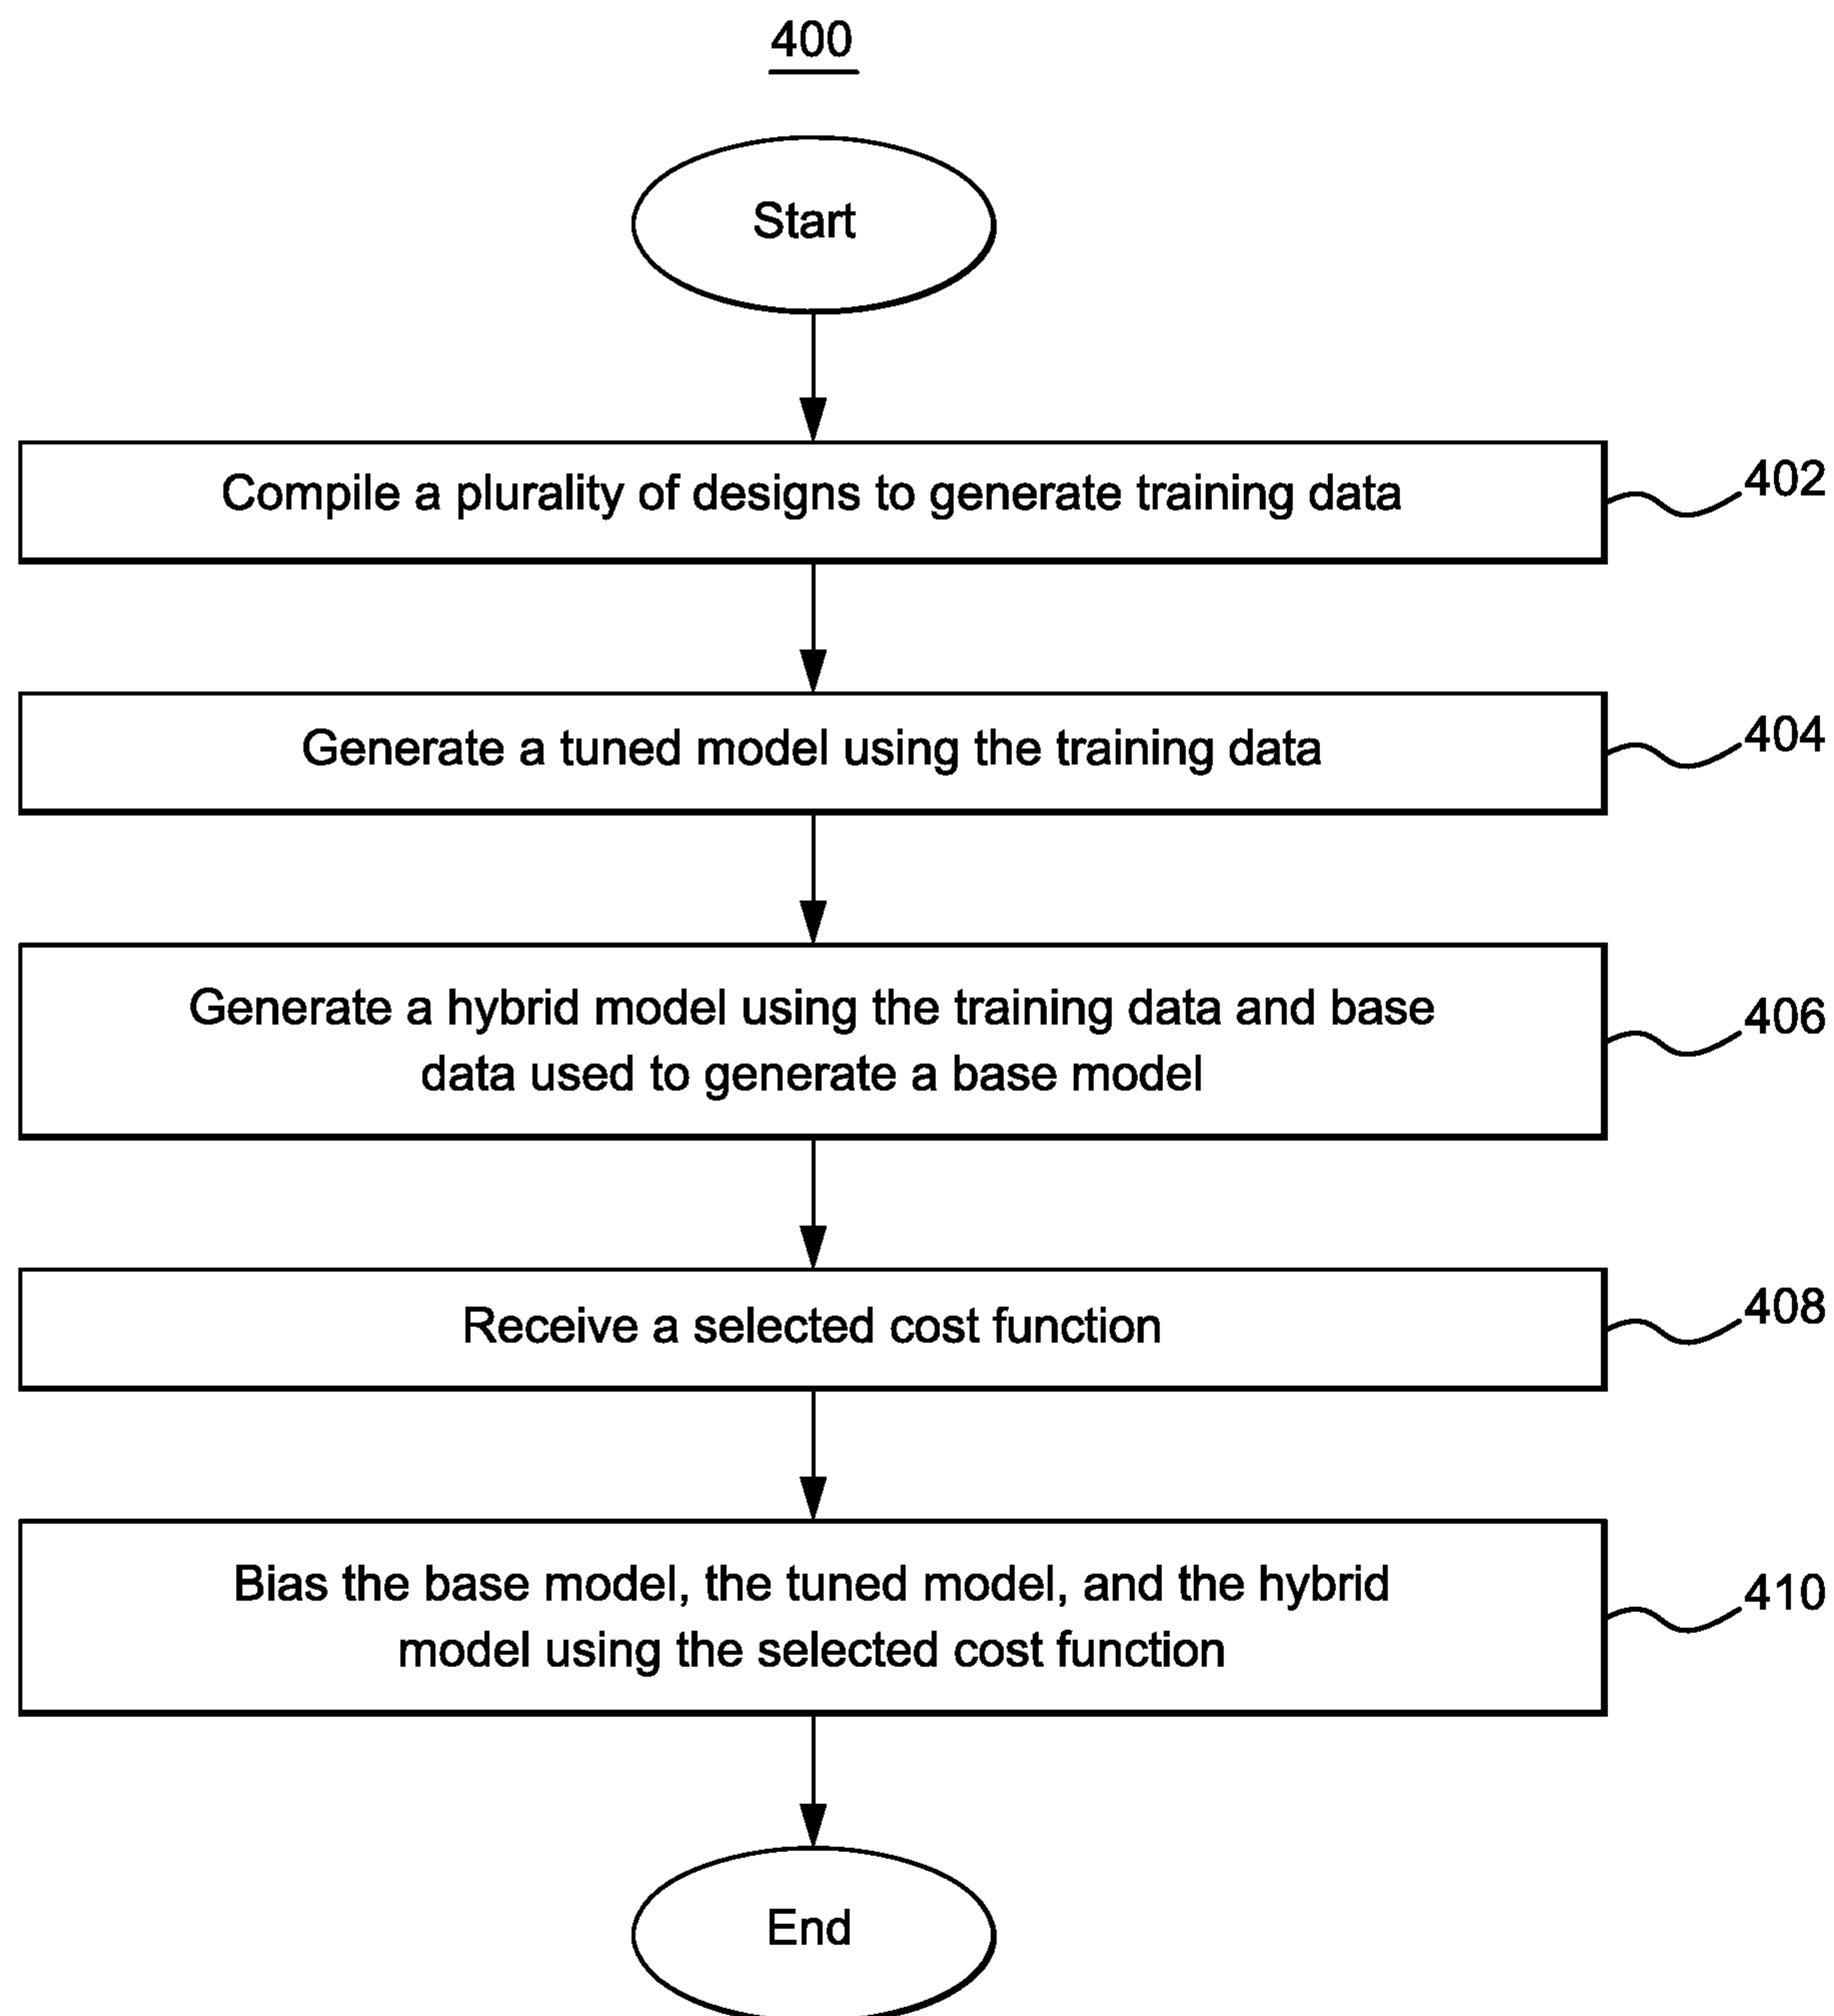 400
Start
Compile a plurality of designs to generate training data
402
Generate a tuned model using the training data
404
Generate a hybrid model using the training data and base
data used to generate a base model
406
Receive a selected cost function
408
Bias the base model, the tuned model, and the hybrid
model using the selected cost function
410
End